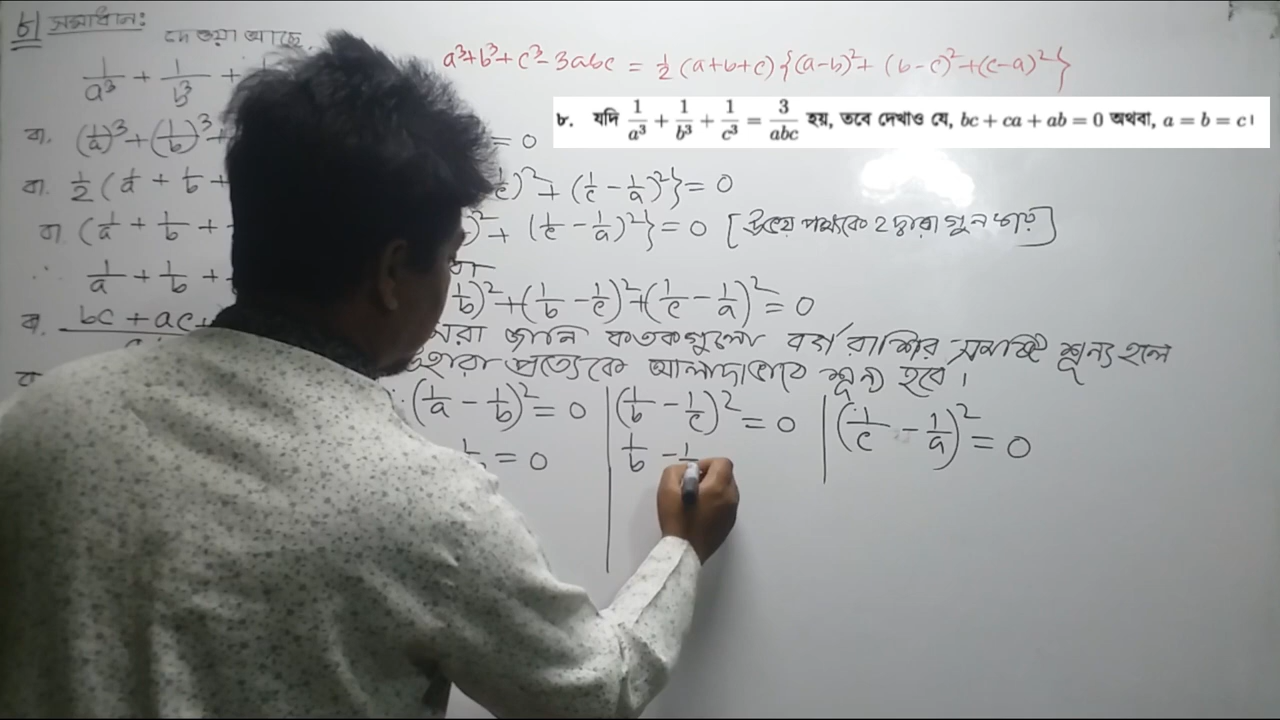 ৮| সমাধান:
দেওয়া আছে,
a³+b³+c³-3abc = ½ (a+b+c) {(a-b)²+ (b-c)²+(c-a)²}
1/a³ + 1/b³ +
৮. যদি 1/a³ + 1/b³ + 1/c³ = 3/abc হয়, তবে দেখাও যে, bc + ca + ab = 0 অথবা, a = b = c।
বা. (1/a)³+(1/b)³+ = 0
বা. ½ (1/a + 1/b + )²+ (1/c - 1/a)²}= 0
বা (1/a + 1/b + )²+ (1/c - 1/a)²}= 0 [উভয় পক্ষকে 2 দ্বারা গুন করে]
∴ 1/a + 1/b +
1/b)²+(1/b - 1/c)²+(1/c - 1/a)²= 0
বা. bc + ac+
জানি কতকগুলো বর্গ রাশির সমষ্টি শূন্য হলে
প্রত্যেকে আলাদাভাবে শূন্য হবে।
(1/a - 1/b)²= 0 | (1/b - 1/c)²= 0 | (1/c - 1/a)²= 0
= 0 | 1/b -